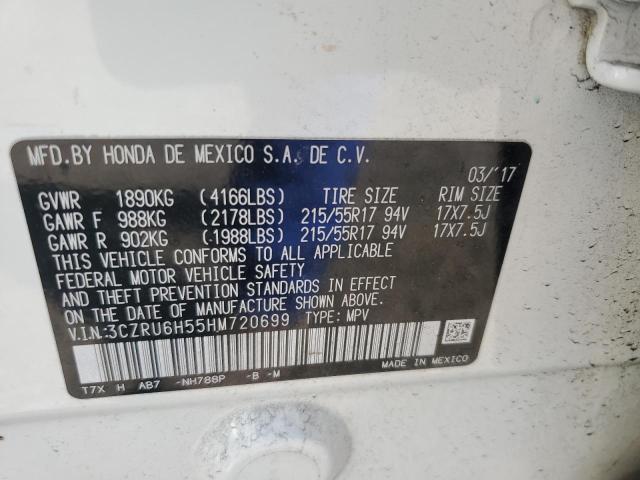 MFD.BY HONDA DE MEXICO S.A. DE C.V.
03/'17
GVWR 1890KG (4166LBS) TIRE SIZE RIM SIZE
GAWR F 988KG (2178LBS) 215/55R17 94V 17X7.5J
GAWR R 902KG (1988LBS) 215/55R17 94V 17X7.5J
THIS VEHICLE CONFORMS TO ALL APPLICABLE
FEDERAL MOTOR VEHICLE SAFETY
AND THEFT PREVENTION STANDARDS IN EFFECT
ON THE DATE OF MANUFACTURE SHOWN ABOVE.
V.I.N:3CZRU6H55HM720699 TYPE: MPV
T7X H AB7 -NH788P -B -M
MADE IN MEXICO